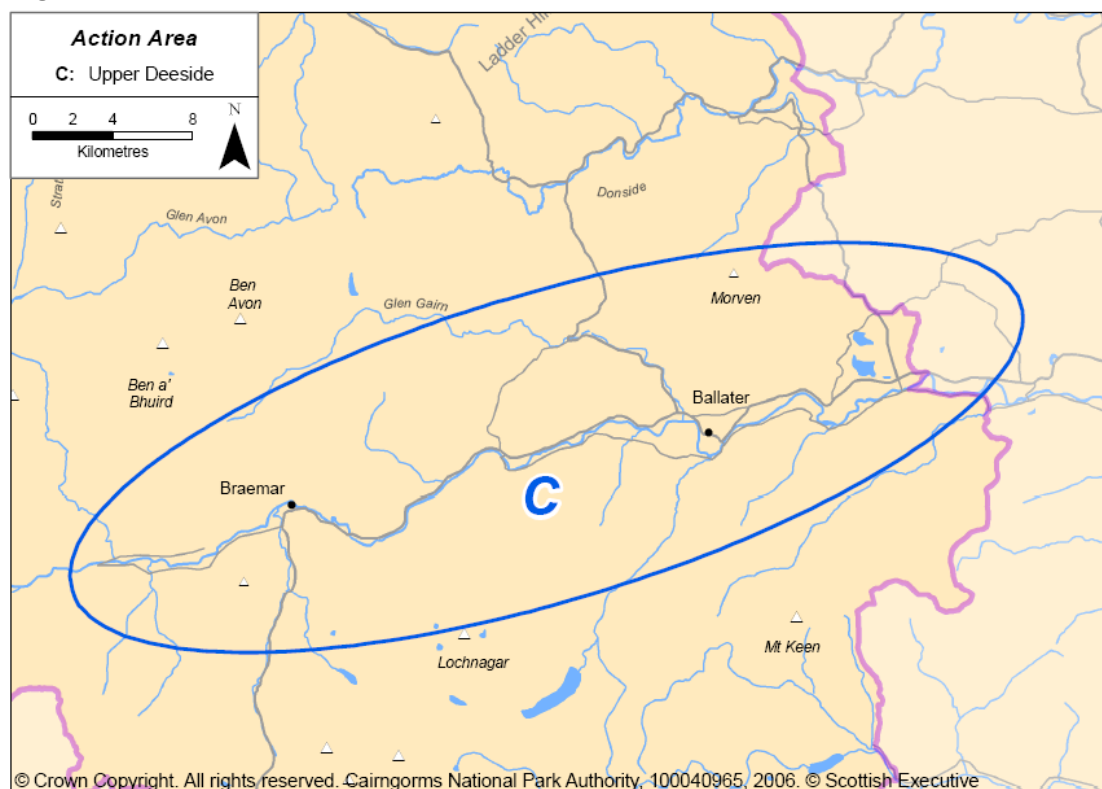 Action Area
C: Upper Deeside
N
0 2 4 8
Kilometres
Ladder Hil
Donside
Strat
Glen Avon
Ben
Avon
Glen Gairn
Morven
Ben a'
Bhuird
Ballater
Braemar
C
Lochnagar
Mt Keen
© Crown Copyright. All rights reserved. Cairngorms National Park Authority, 100040965, 2006. © Scottish Executive